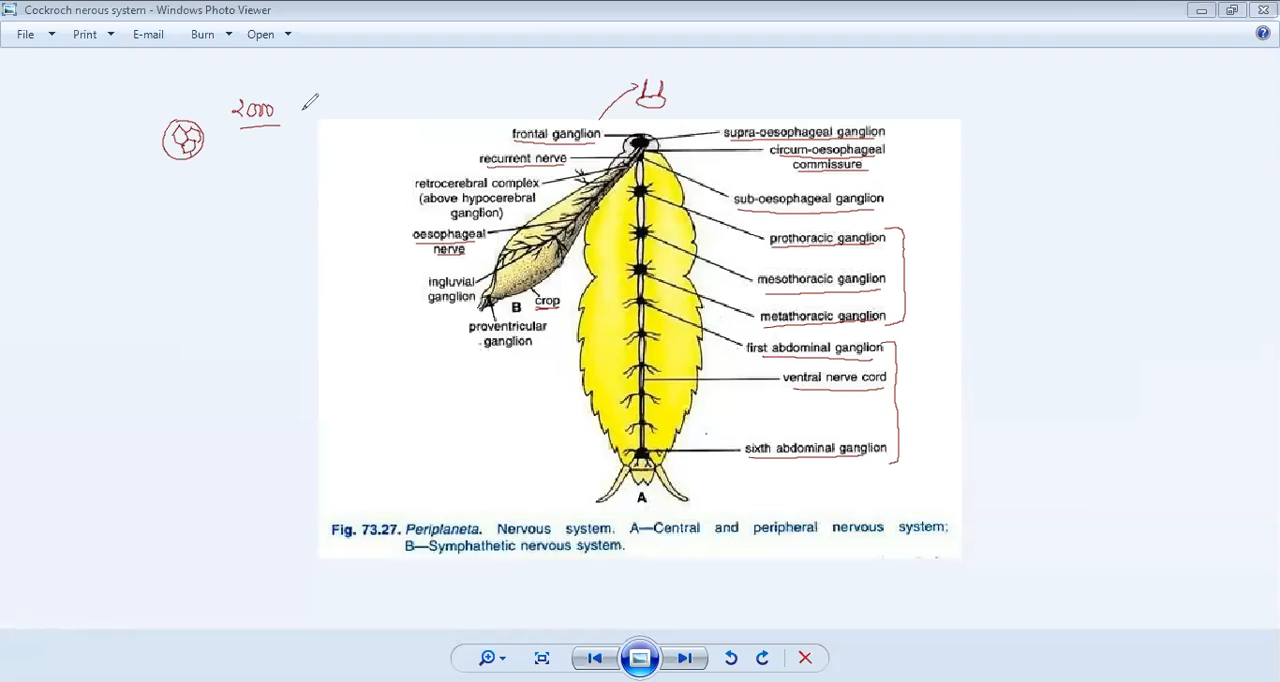 Cockroch nerous system - Windows Photo Viewer
File Print E-mail Burn Open
2000
frontal ganglion
recurrent nerve
retrocerebral complex
(above hypocerebral
ganglion)
oesophageal
nerve
ingluvial
ganglion
B
crop
proventricular
ganglion
supra-oesophageal ganglion
circum-oesophageal
commissure
sub-oesophageal ganglion
prothoracic ganglion
mesothoracic ganglion
metathoracic ganglion
first abdominal ganglion
ventral nerve cord
sixth abdominal ganglion
A
Fig. 73.27. Periplaneta. Nervous system. A—Central and peripheral nervous system;
B—Symphathetic nervous system.